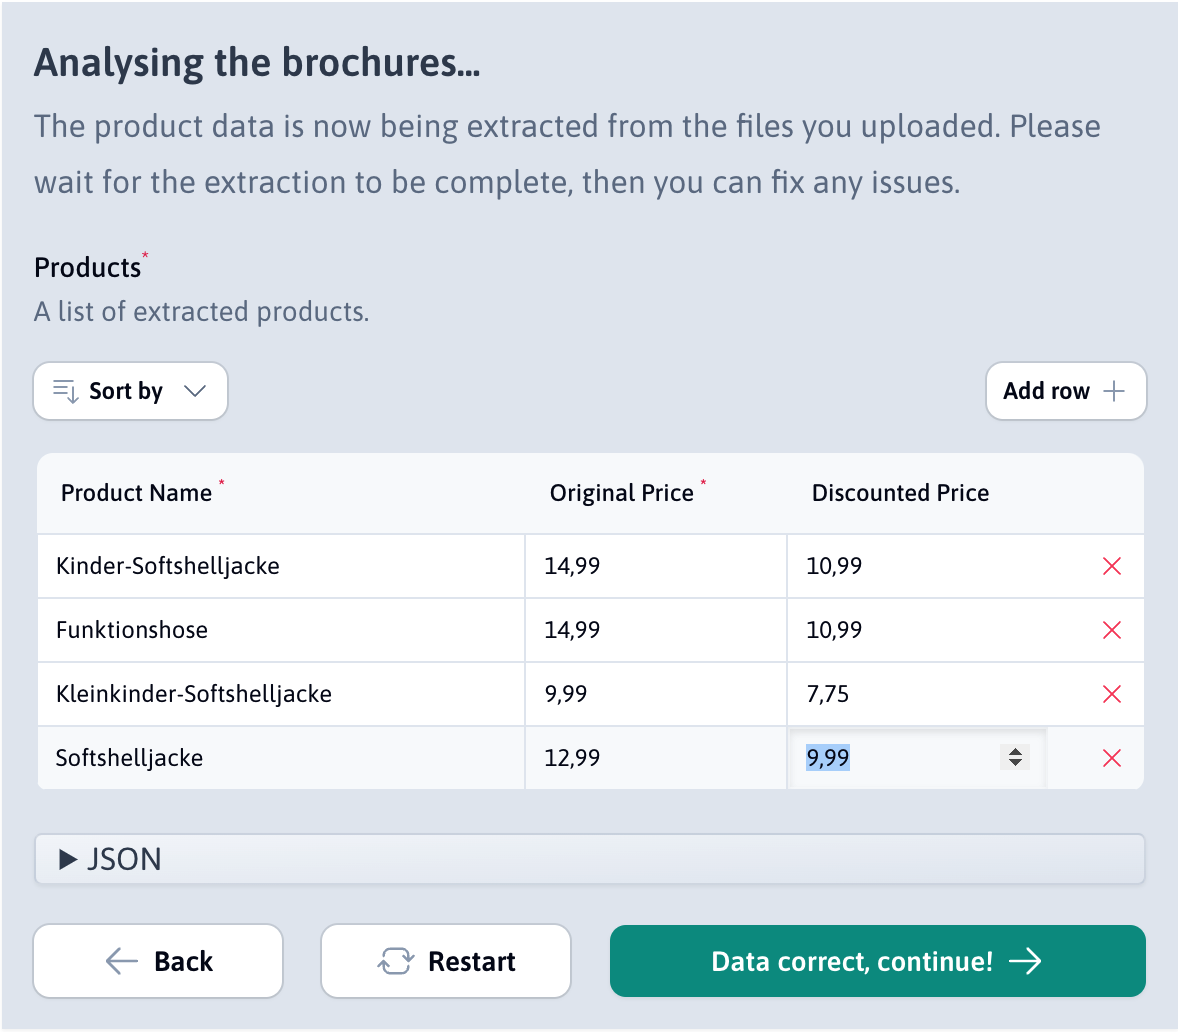 Analysing the brochures...
The product data is now being extracted from the files you uploaded. Please
wait for the extraction to be complete, then you can fix any issues.
Products*
A list of extracted products.
Sort by
Add row
Product Name * Original Price * Discounted Price
Kinder-Softshelljacke 14,99 10,99
Funktionshose 14,99 10,99
Kleinkinder-Softshelljacke 9,99 7,75
Softshelljacke 12,99 9,99
JSON
Back
Restart
Data correct, continue!